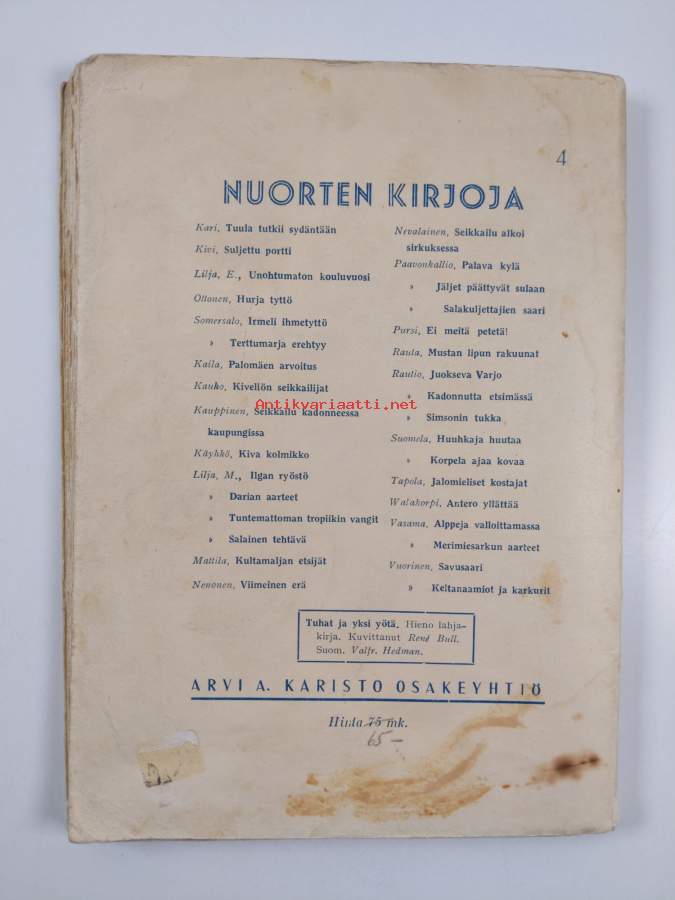 4
NUORTEN KIRJOJA
Kari, Tuula tutkii sydäntään
Kivi, Suljettu portti
Lilja, E., Unohtumaton kouluvuosi
Ottonen, Hurja tyttö
Somersalo, Irmeli ihmetyttö
» Terttumarja erehtyy
Kaila, Palomäen arvoitus
Kauko, Kiveliön seikkailijat
Kauppinen, Seikkailu kadonneessa
kaupungissa
Käyhkö, Kiva kolmikko
Lilja, M., Ilgan ryöstö
» Darian aarteet
» Tuntemattoman tropiikin vangit
» Salainen tehtävä
Mattila, Kultamaljan etsijät
Nenonen, Viimeinen erä
Nevalainen, Seikkailu alkoi
sirkuksessa
Paavonkallio, Palava kylä
» Jäljet päättyvät sulaan
» Salakuljettajien saari
Pursi, Ei meitä petetä!
Rauta, Mustan lipun rakuunat
Rautio, Juokseva Varjo
» Kadonnutta etsimässä
» Simsonin tukka
Suomela, Huuhkaja huutaa
» Korpela ajaa kovaa
Tapola, Jalomieliset kostajat
Walakorpi, Antero yllättää
Vasama, Alppeja valloittamassa
» Merimiesarkun aarteet
Vuorinen, Savusaari
» Keltanaamiot ja karkurit
Antikvariaatti.net
Tuhat ja yksi yötä. Hieno lahja-
kirja. Kuvittanut René Bull.
Suom. Valfr. Hedman.
ARVI A. KARISTO OSAKEYHTIÖ
Hinta 75 mk.
65–